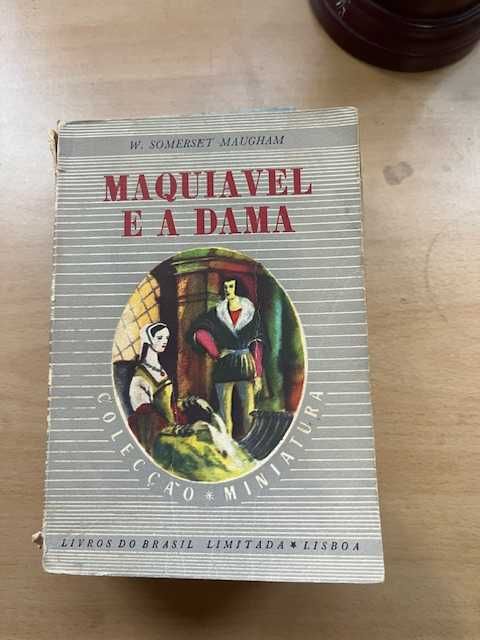 W. SOMERSET MAUGHAM
MAQUIAVEL
E A DAMA
COLECÇÃO * MINIATURA
LIVROS DO BRASIL LIMITADA ★ LISBOA